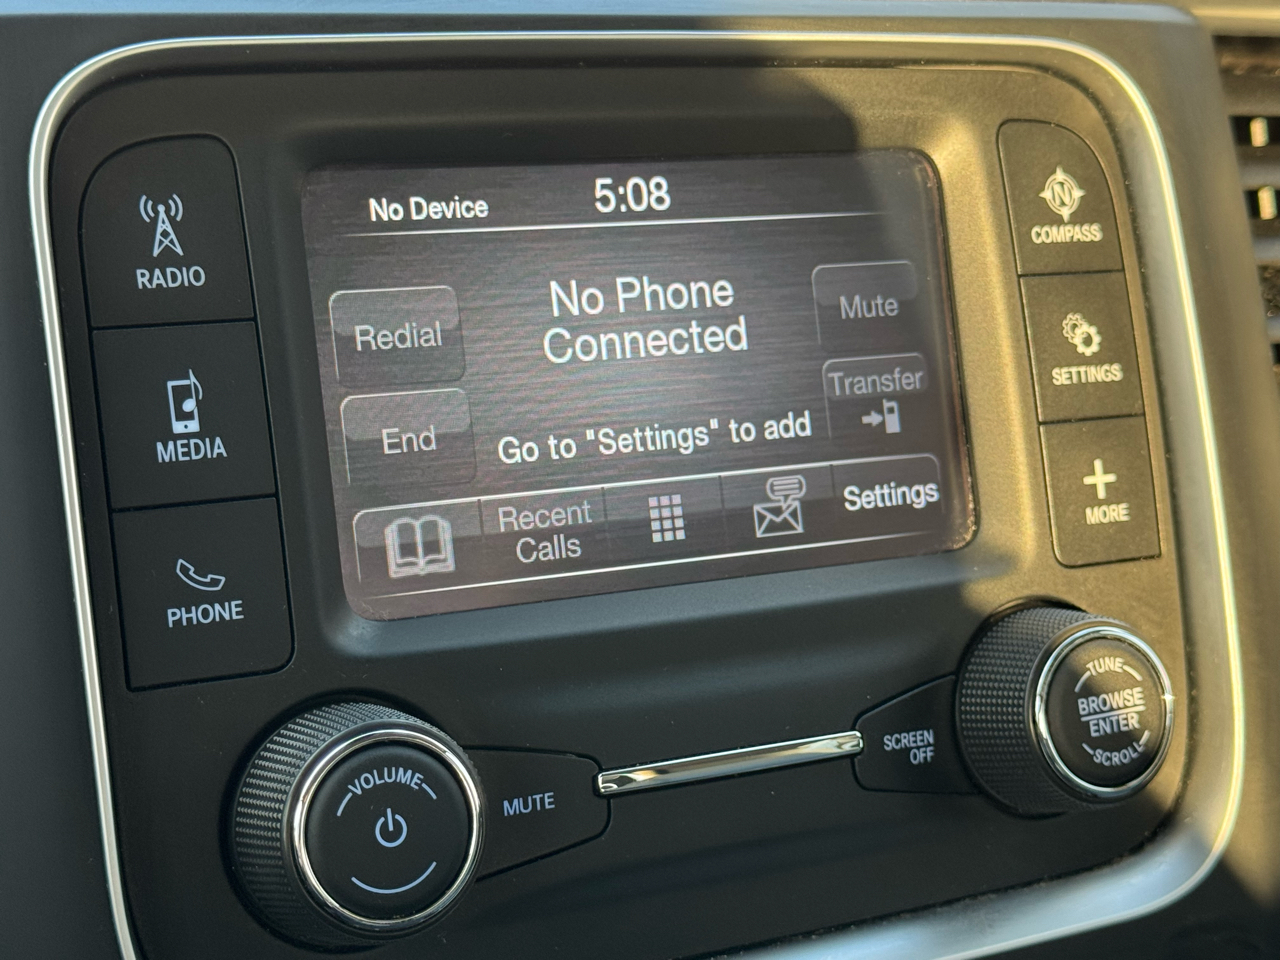 No Device
5:08
No Phone
Connected
Redial
Mute
End
Transfer
Go to "Settings" to add
Recent
Calls
Settings
RADIO
MEDIA
PHONE
N
COMPASS
SETTINGS
MORE
VOLUME
MUTE
SCREEN
OFF
TUNE
BROWSE
ENTER
SCROLL